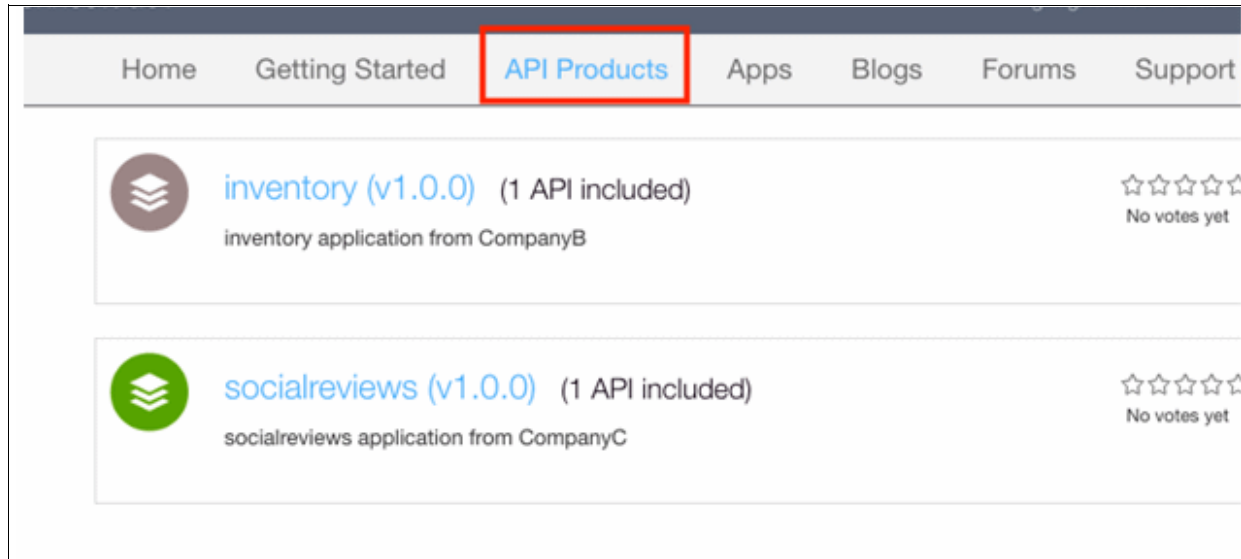 Home Getting Started API Products Apps Blogs Forums Support
inventory (v1.0.0) (1 API included)
No votes yet
inventory application from CompanyB
socialreviews (v1.0.0) (1 API included)
No votes yet
socialreviews application from CompanyC